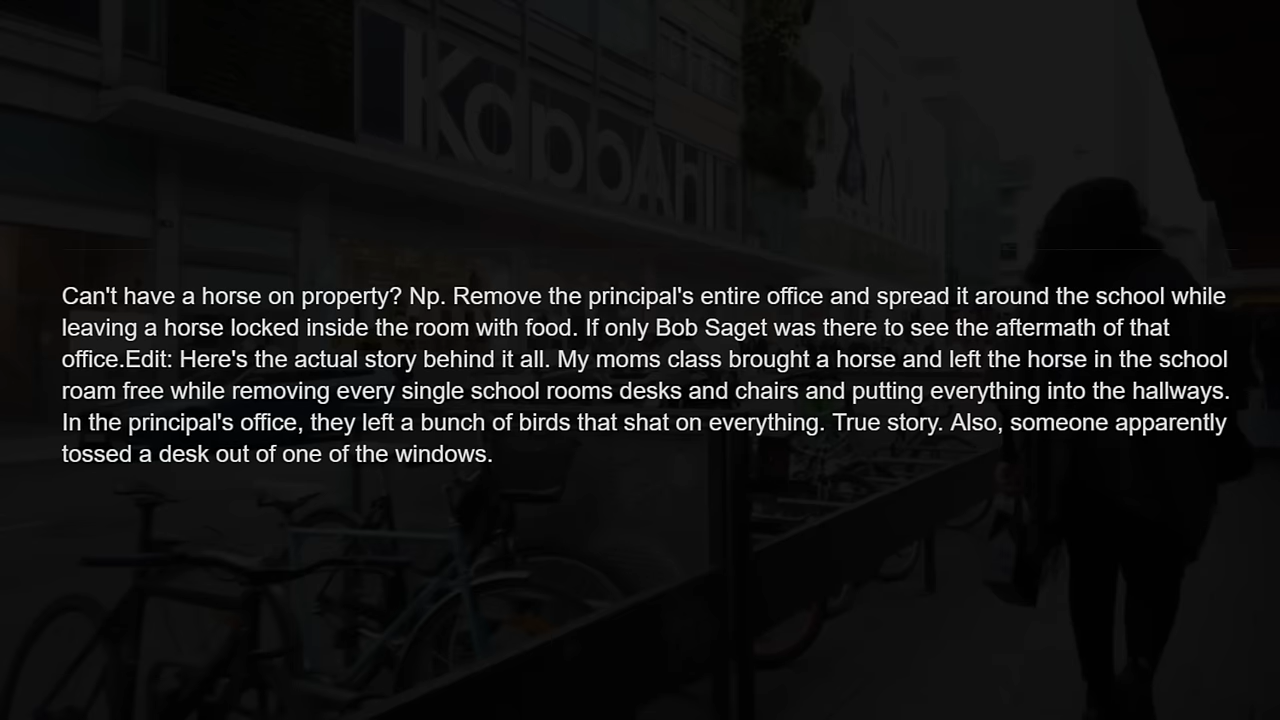 KappAhl
Can't have a horse on property? Np. Remove the principal's entire office and spread it around the school while
leaving a horse locked inside the room with food. If only Bob Saget was there to see the aftermath of that
office.Edit: Here's the actual story behind it all. My moms class brought a horse and left the horse in the school
roam free while removing every single school rooms desks and chairs and putting everything into the hallways.
In the principal's office, they left a bunch of birds that shat on everything. True story. Also, someone apparently
tossed a desk out of one of the windows.